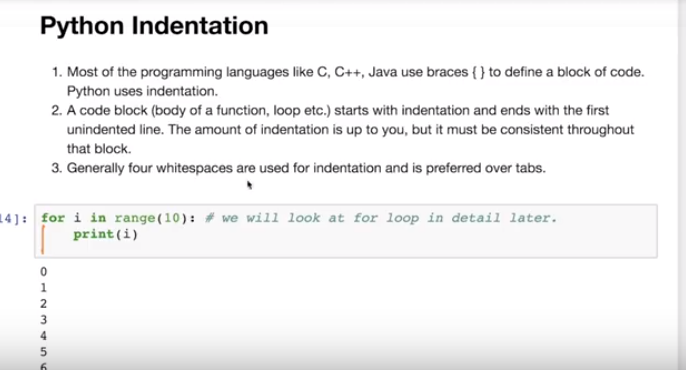 Python Indentation
1. Most of the programming languages like C, C++, Java use braces { } to define a block of code.
Python uses indentation.
2. A code block (body of a function, loop etc.) starts with indentation and ends with the first
unindented line. The amount of indentation is up to you, but it must be consistent throughout
that block.
3. Generally four whitespaces are used for indentation and is preferred over tabs.
14]: for i in range(10): # we will look at for loop in detail later.
print(i)
0
1
2
3
4
5
6